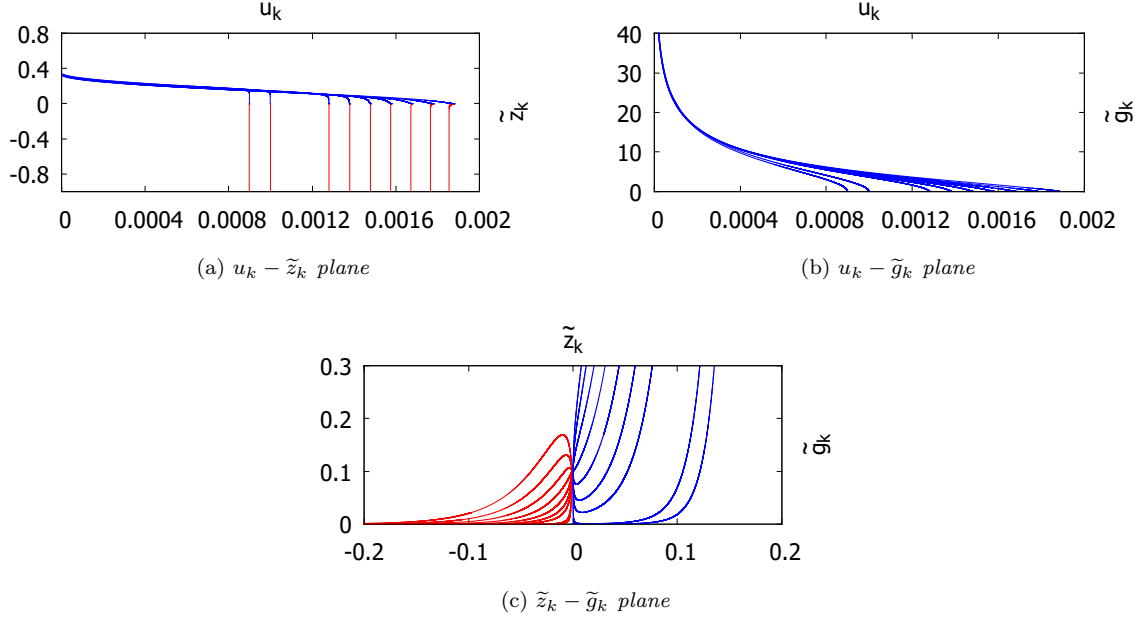 u_k
0.8
0.4
0
-0.4
-0.8
z̃_k
0 0.0004 0.0008 0.0012 0.0016 0.002
(a) u_k − z̃_k plane
u_k
40
30
20
10
0
g̃_k
0 0.0004 0.0008 0.0012 0.0016 0.002
(b) u_k − g̃_k plane
z̃_k
0.3
0.2
0.1
0
g̃_k
-0.2 -0.1 0 0.1 0.2
(c) z̃_k − g̃_k plane